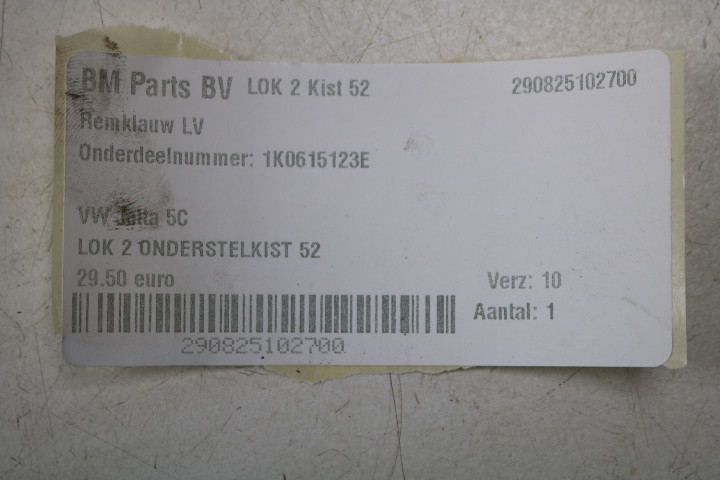 BM Parts BV LOK 2 Kist 52 290825102700
Remklauw LV
Onderdeelnummer: 1K0615123E
VW Jatta 5C
LOK 2 ONDERSTELKIST 52
29.50 euro Verz: 10
Aantal: 1
290825102700